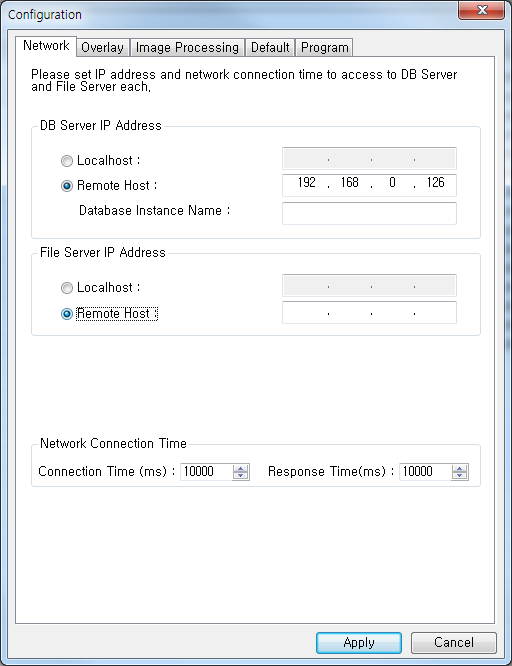 Configuration
Network Overlay Image Processing Default Program
Please set IP address and network connection time to access to DB Server
and File Server each,
DB Server IP Address
Localhost : . . .
Remote Host : 192 . 168 . 0 . 126
Database Instance Name :
File Server IP Address
Localhost : . . .
Remote Host : . . .
Network Connection Time
Connection Time (ms) : 10000 Response Time(ms) : 10000
Apply Cancel